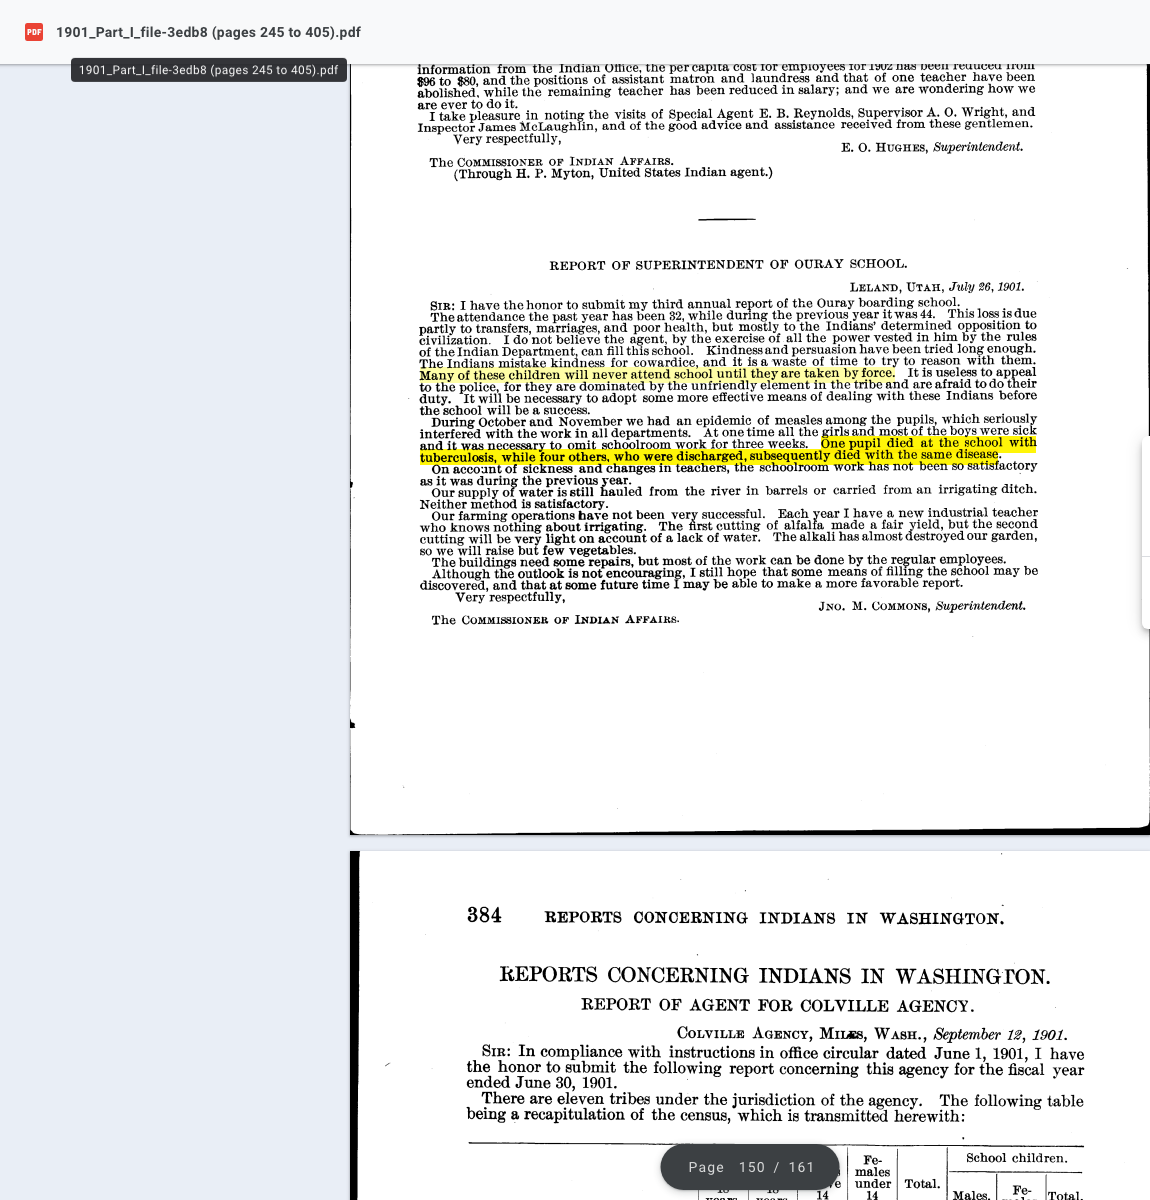 1901_Part_I_file-3edb8 (pages 245 to 405).pdf
1901_Part_I_file-3edb8 (pages 245 to 405).pdf
information from the Indian Office, the per capita cost for employees for 1902 has been reduced from
$96 to $80, and the positions of assistant matron and laundress and that of one teacher have been
abolished, while the remaining teacher has been reduced in salary; and we are wondering how we
are ever to do it.
I take pleasure in noting the visits of Special Agent E. B. Reynolds, Supervisor A. O. Wright, and
Inspector James McLaughlin, and of the good advice and assistance received from these gentlemen.
Very respectfully,
E. O. HUGHES, Superintendent.
The COMMISSIONER OF INDIAN AFFAIRS.
(Through H. P. Myton, United States Indian agent.)
REPORT OF SUPERINTENDENT OF OURAY SCHOOL.
LELAND, UTAH, July 26, 1901.
SIR: I have the honor to submit my third annual report of the Ouray boarding school.
The attendance the past year has been 32, while during the previous year it was 44. This loss is due
partly to transfers, marriages, and poor health, but mostly to the Indians' determined opposition to
civilization. I do not believe the agent, by the exercise of all the power vested in him by the rules
of the Indian Department, can fill this school. Kindness and persuasion have been tried long enough.
The Indians mistake kindness for cowardice, and it is a waste of time to try to reason with them.
Many of these children will never attend school until they are taken by force. It is useless to appeal
to the police, for they are dominated by the unfriendly element in the tribe and are afraid to do their
duty. It will be necessary to adopt some more effective means of dealing with these Indians before
the school will be a success.
During October and November we had an epidemic of measles among the pupils, which seriously
interfered with the work in all departments. At one time all the girls and most of the boys were sick
and it was necessary to omit schoolroom work for three weeks. One pupil died at the school with
tuberculosis, while four others, who were discharged, subsequently died with the same disease.
On account of sickness and changes in teachers, the schoolroom work has not been so satisfactory
as it was during the previous year.
Our supply of water is still hauled from the river in barrels or carried from an irrigating ditch.
Neither method is satisfactory.
Our farming operations have not been very successful. Each year I have a new industrial teacher
who knows nothing about irrigating. The first cutting of alfalfa made a fair yield, but the second
cutting will be very light on account of a lack of water. The alkali has almost destroyed our garden,
so we will raise but few vegetables.
The buildings need some repairs, but most of the work can be done by the regular employees.
Although the outlook is not encouraging, I still hope that some means of filling the school may be
discovered, and that at some future time I may be able to make a more favorable report.
Very respectfully,
JNO. M. COMMONS, Superintendent.
The COMMISSIONER OF INDIAN AFFAIRS.
384 REPORTS CONCERNING INDIANS IN WASHINGTON.
REPORTS CONCERNING INDIANS IN WASHINGTON.
REPORT OF AGENT FOR COLVILLE AGENCY.
COLVILLE AGENCY, MILES, WASH., September 12, 1901.
SIR: In compliance with instructions in office circular dated June 1, 1901, I have
the honor to submit the following report concerning this agency for the fiscal year
ended June 30, 1901.
There are eleven tribes under the jurisdiction of the agency. The following table
being a recapitulation of the census, which is transmitted herewith:
Page 150 / 161
Fe-
males
under
14
Total.
School children.
Males.
Fe-
Total.
14